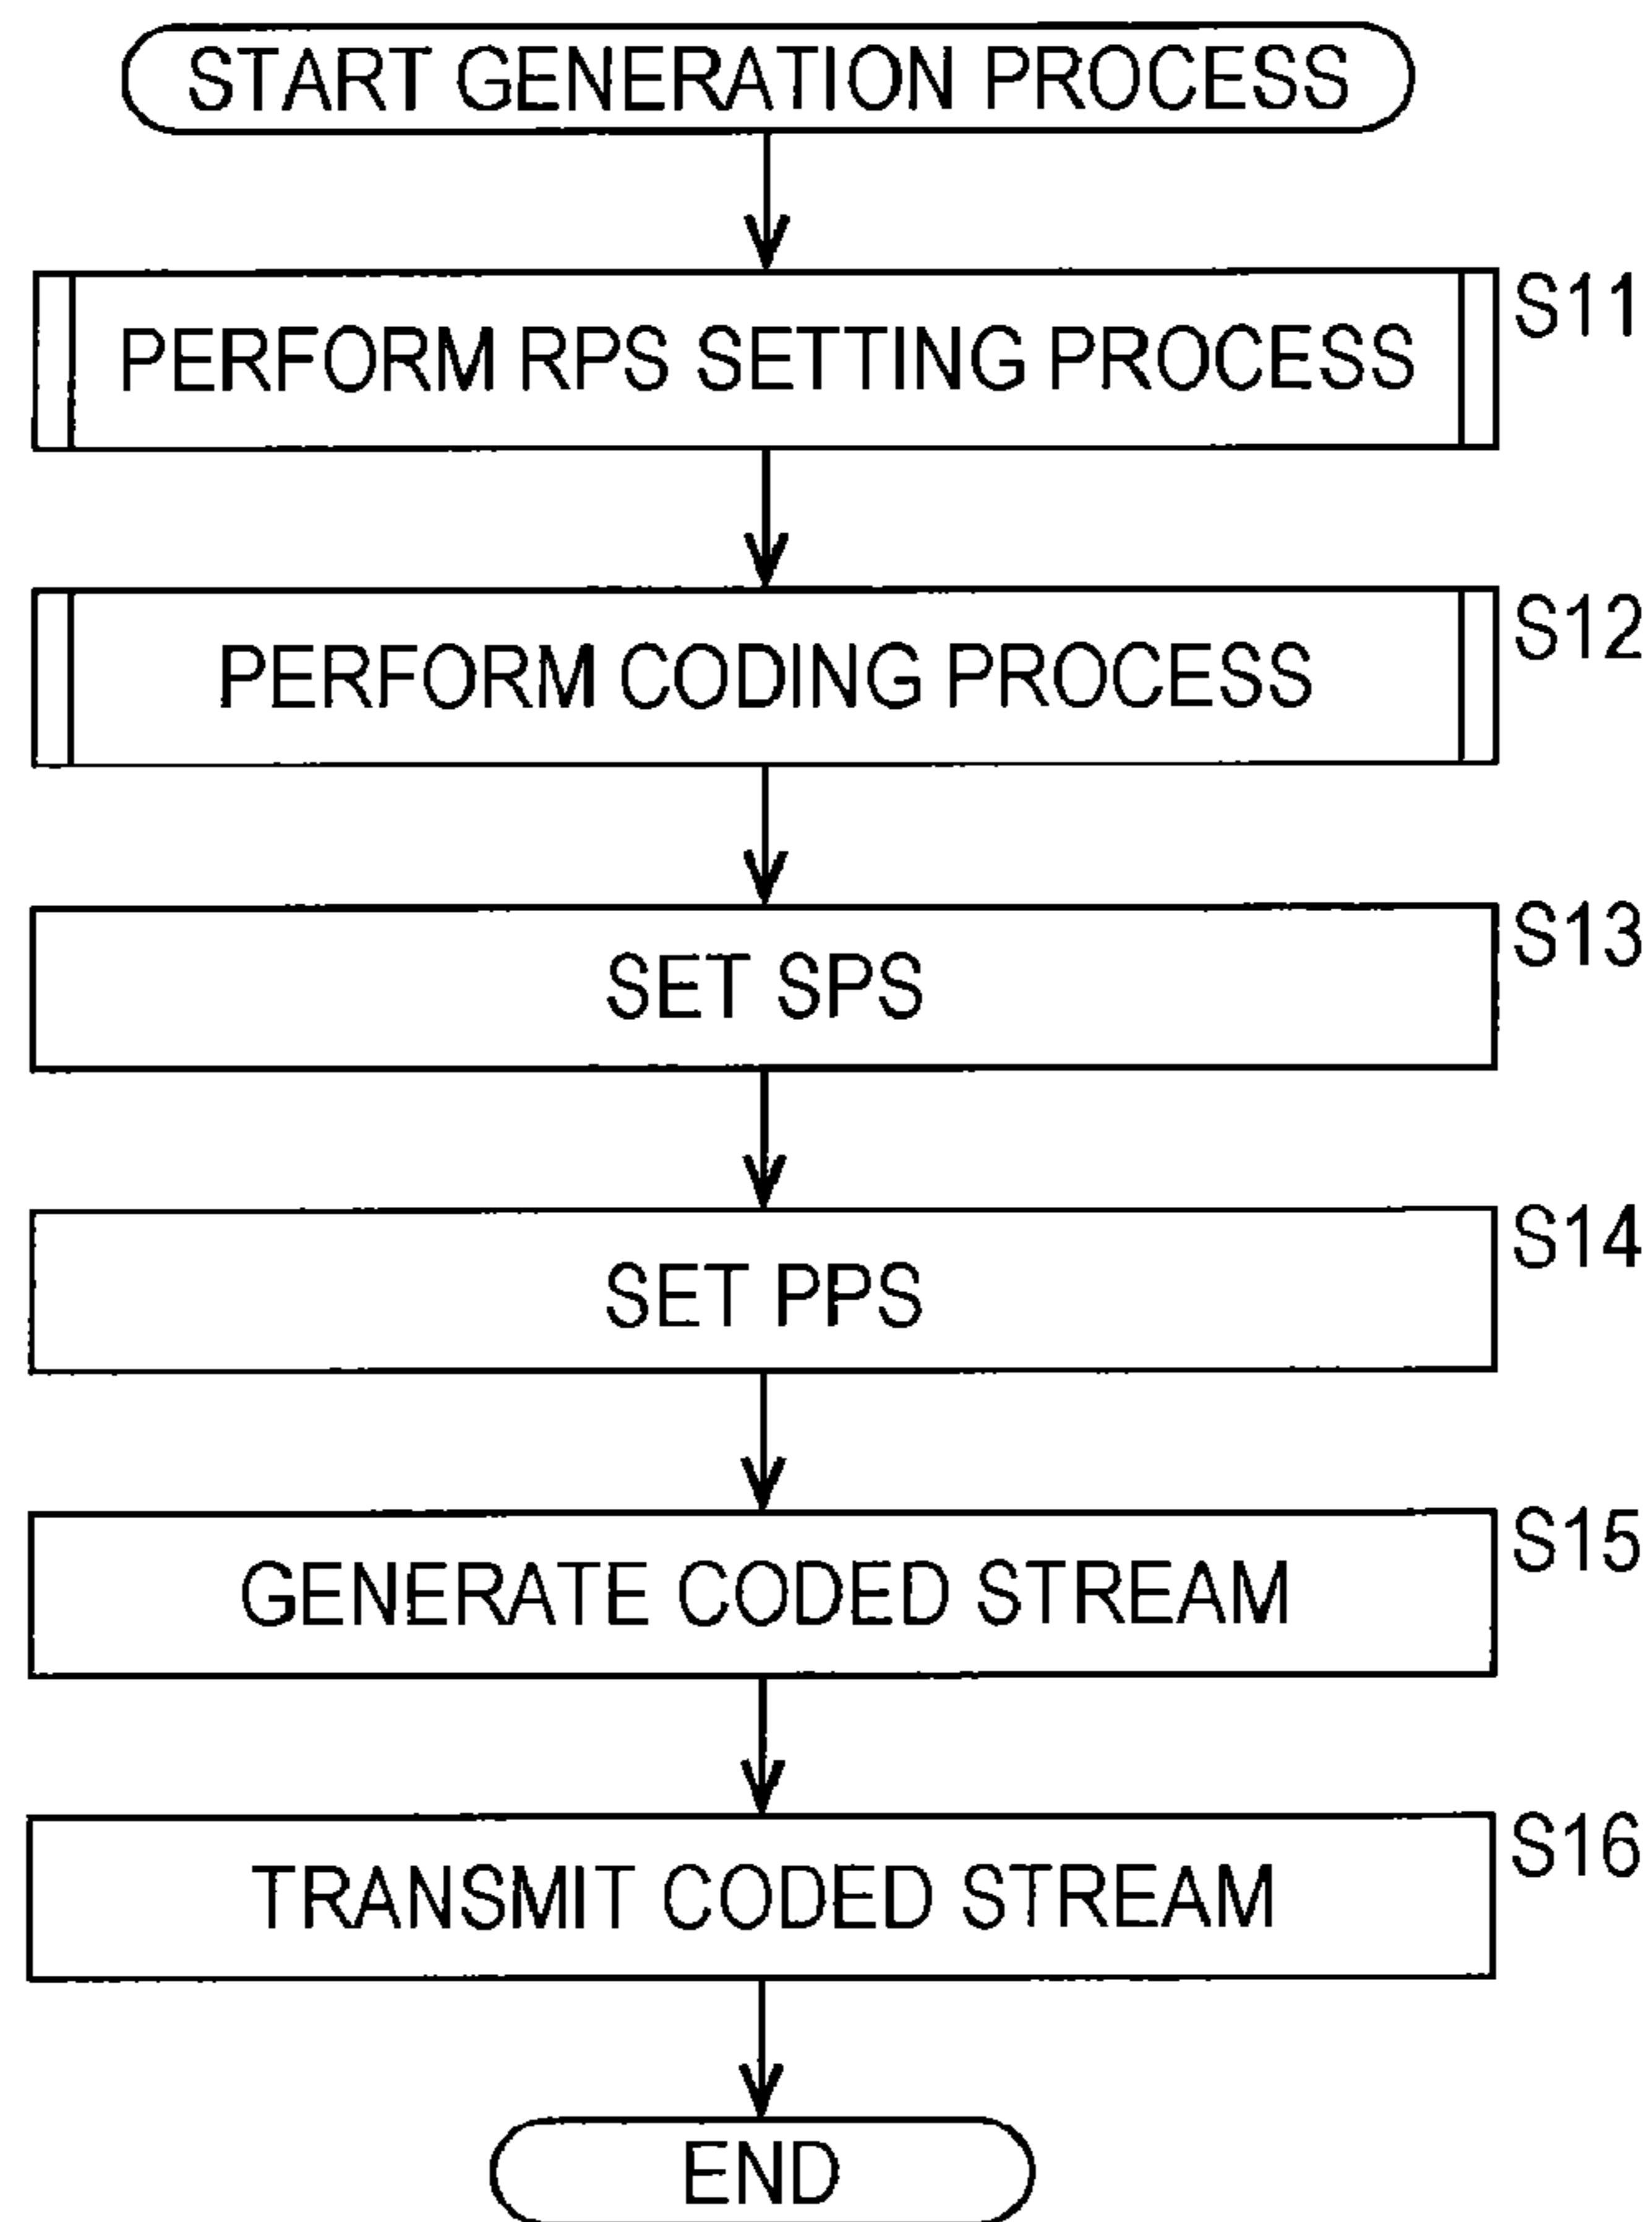 START GENERATION PROCESS
S11
PERFORM RPS SETTING PROCESS
S12
PERFORM CODING PROCESS
S13
SET SPS
S14
SET PPS
S15
GENERATE CODED STREAM
S16
TRANSMIT CODED STREAM
END